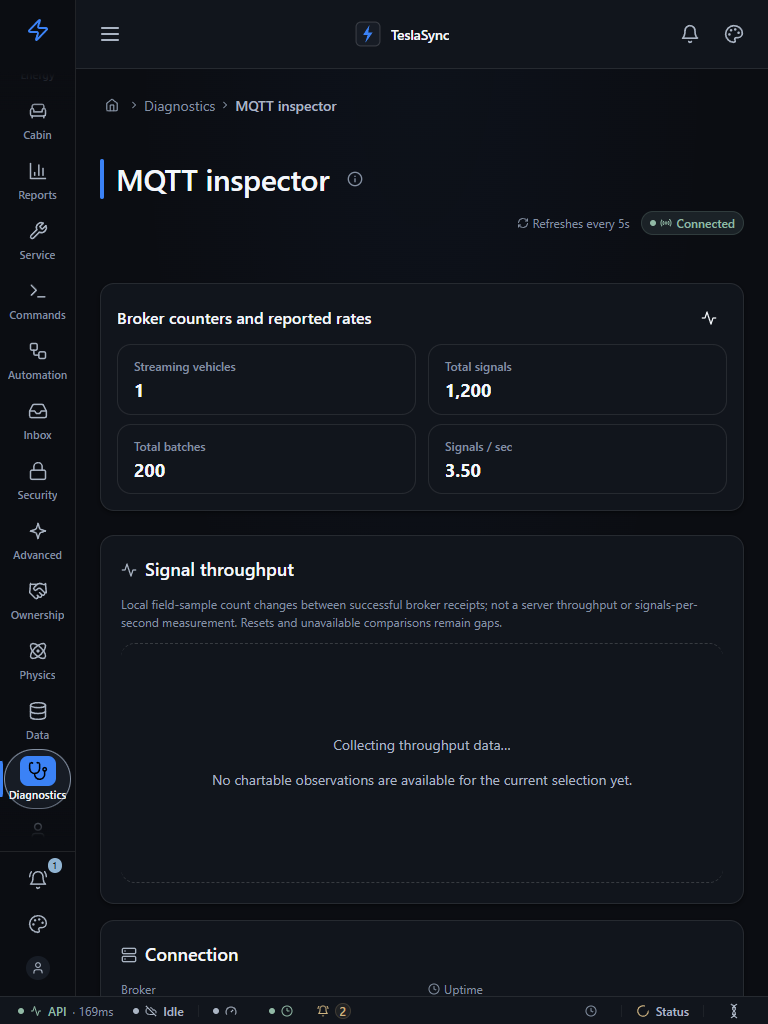 TeslaSync
Energy
Cabin
Reports
Service
Commands
Automation
Inbox
Security
Advanced
Ownership
Physics
Data
Diagnostics
1
Diagnostics
MQTT inspector
MQTT inspector
Refreshes every 5s
Connected
Broker counters and reported rates
Streaming vehicles
1
Total signals
1,200
Total batches
200
Signals / sec
3.50
Signal throughput
Local field-sample count changes between successful broker receipts; not a server throughput or signals-per-
second measurement. Resets and unavailable comparisons remain gaps.
Collecting throughput data...
No chartable observations are available for the current selection yet.
Connection
Broker
Uptime
API · 169ms
Idle
2
Status